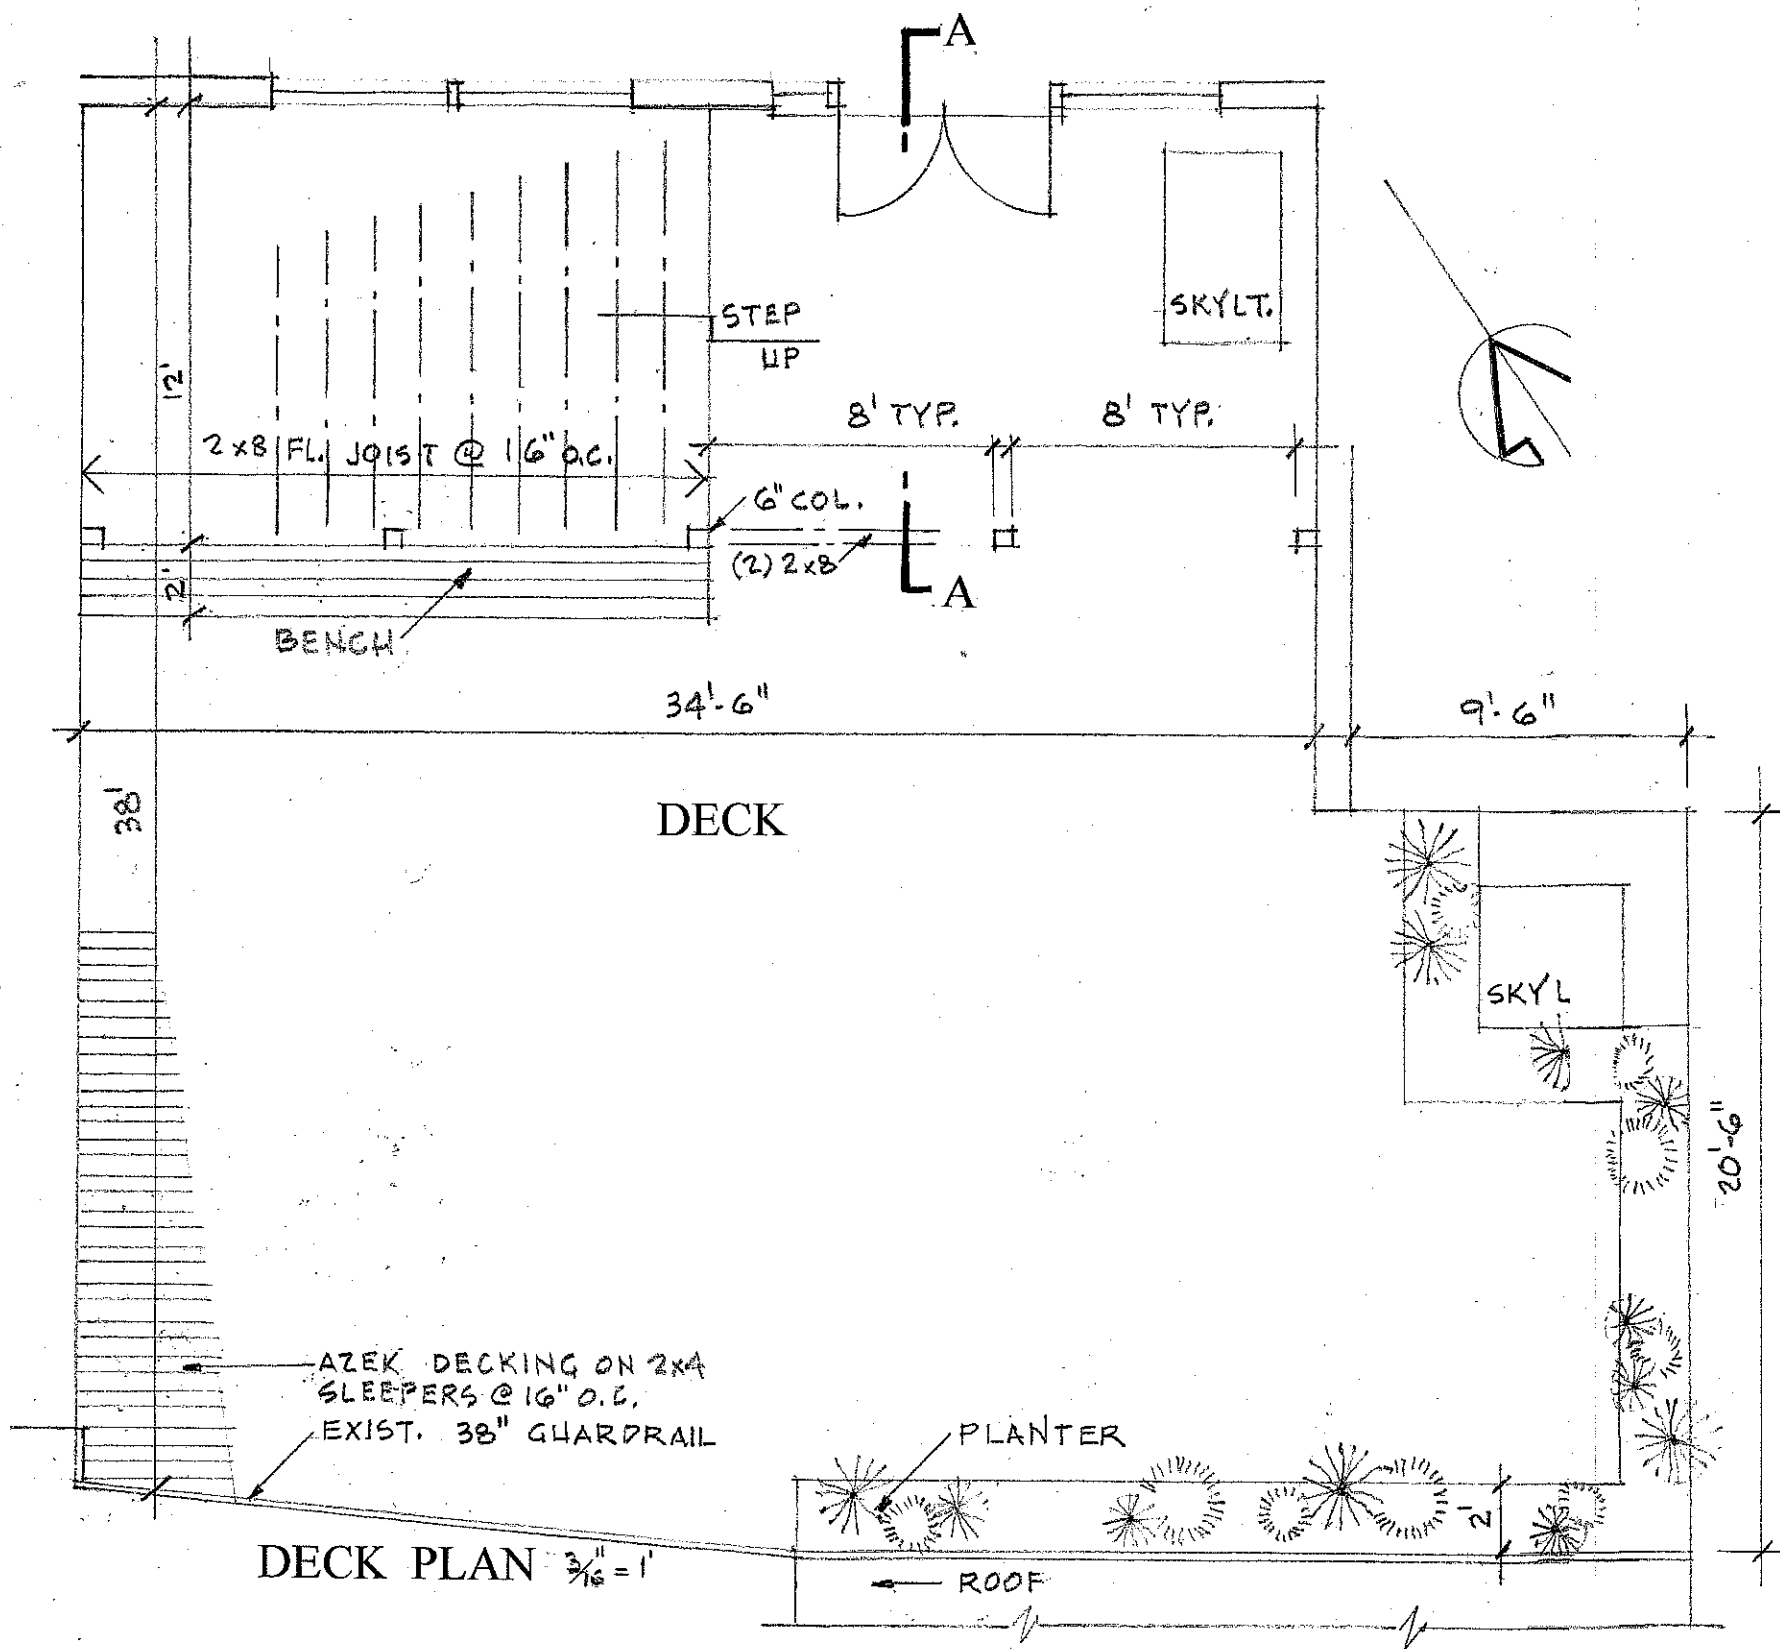 A
STEP
UP
SKYLT.
12'
8' TYP.
8' TYP.
2x8 FL. JOIST @ 16" O.C.
6" COL.
(2) 2x8
A
2'
BENCH
34'-6"
9'-6"
38'
DECK
SKYL
20'-6"
AZEK DECKING ON 2x4
SLEEPERS @ 16" O.C.
EXIST. 38" GUARDRAIL
PLANTER
2'
DECK PLAN 3/16" = 1'
ROOF